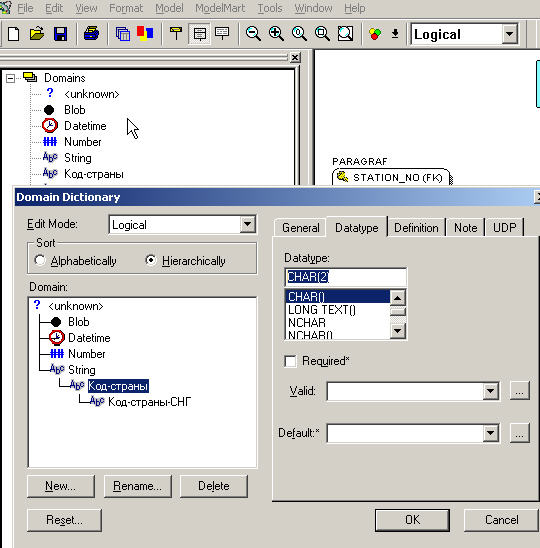 File Edit View Format Model ModelMart Tools Window Help
Logical
Domains
? <unknown>
Blob
Datetime
Number
String
Код-страны
PARAGRAF
STATION_NO (FK)
Domain Dictionary
Edit Mode: Logical
Sort
Alphabetically Hierarchically
Domain:
? <unknown>
Blob
Datetime
Number
String
Код-страны
Код-страны-СНГ
New... Rename... Delete
Reset...
General Datatype Definition Note UDP
Datatype:
CHAR(2)
CHAR()
LONG TEXT()
NCHAR
NCHAR()
Required*
Valid: ...
Default:* ...
OK Cancel